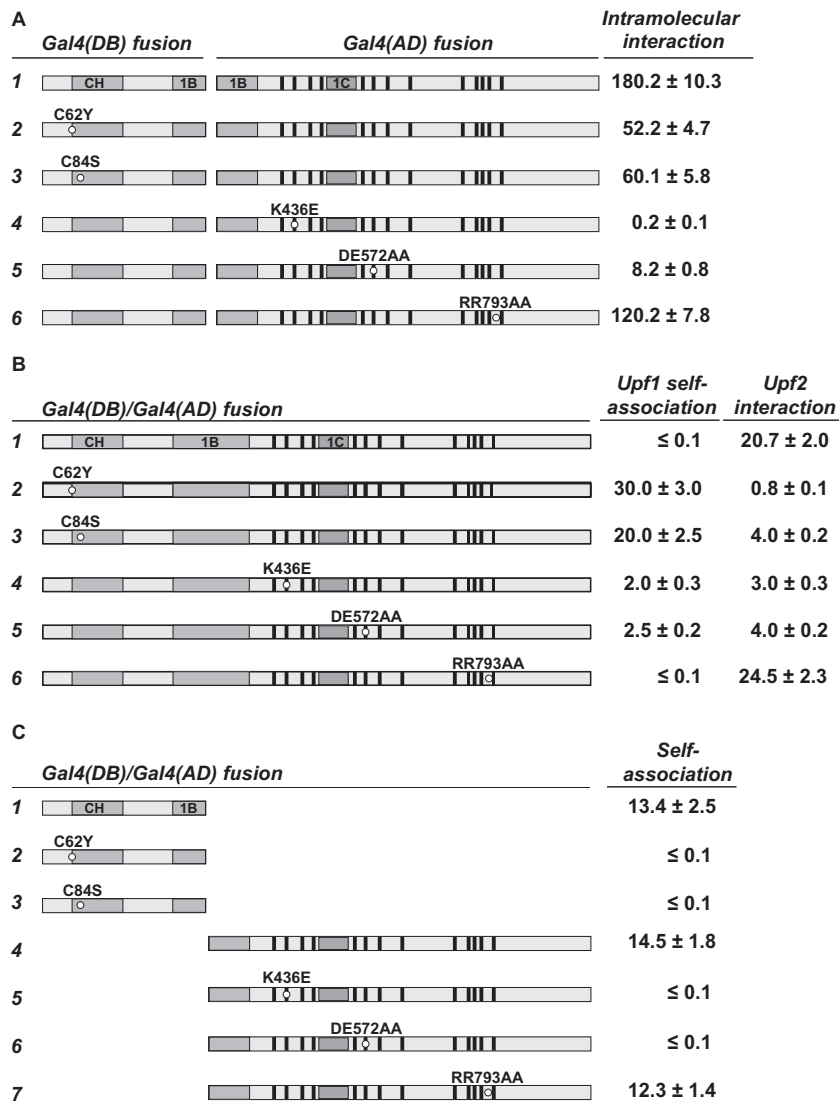 A
Intramolecular
Gal4(DB) fusion Gal4(AD) fusion interaction
1 CH 1B 1B 1C 180.2 ± 10.3
C62Y
2 52.2 ± 4.7
C84S
3 60.1 ± 5.8
K436E
4 0.2 ± 0.1
DE572AA
5 8.2 ± 0.8
RR793AA
6 120.2 ± 7.8
B
Upf1 self- Upf2
Gal4(DB)/Gal4(AD) fusion association interaction
1 CH 1B 1C ≤ 0.1 20.7 ± 2.0
C62Y
2 30.0 ± 3.0 0.8 ± 0.1
C84S
3 20.0 ± 2.5 4.0 ± 0.2
K436E
4 2.0 ± 0.3 3.0 ± 0.3
DE572AA
5 2.5 ± 0.2 4.0 ± 0.2
RR793AA
6 ≤ 0.1 24.5 ± 2.3
C
Self-
Gal4(DB)/Gal4(AD) fusion association
1 CH 1B 13.4 ± 2.5
C62Y
2 ≤ 0.1
C84S
3 ≤ 0.1
4 14.5 ± 1.8
K436E
5 ≤ 0.1
DE572AA
6 ≤ 0.1
RR793AA
7 12.3 ± 1.4